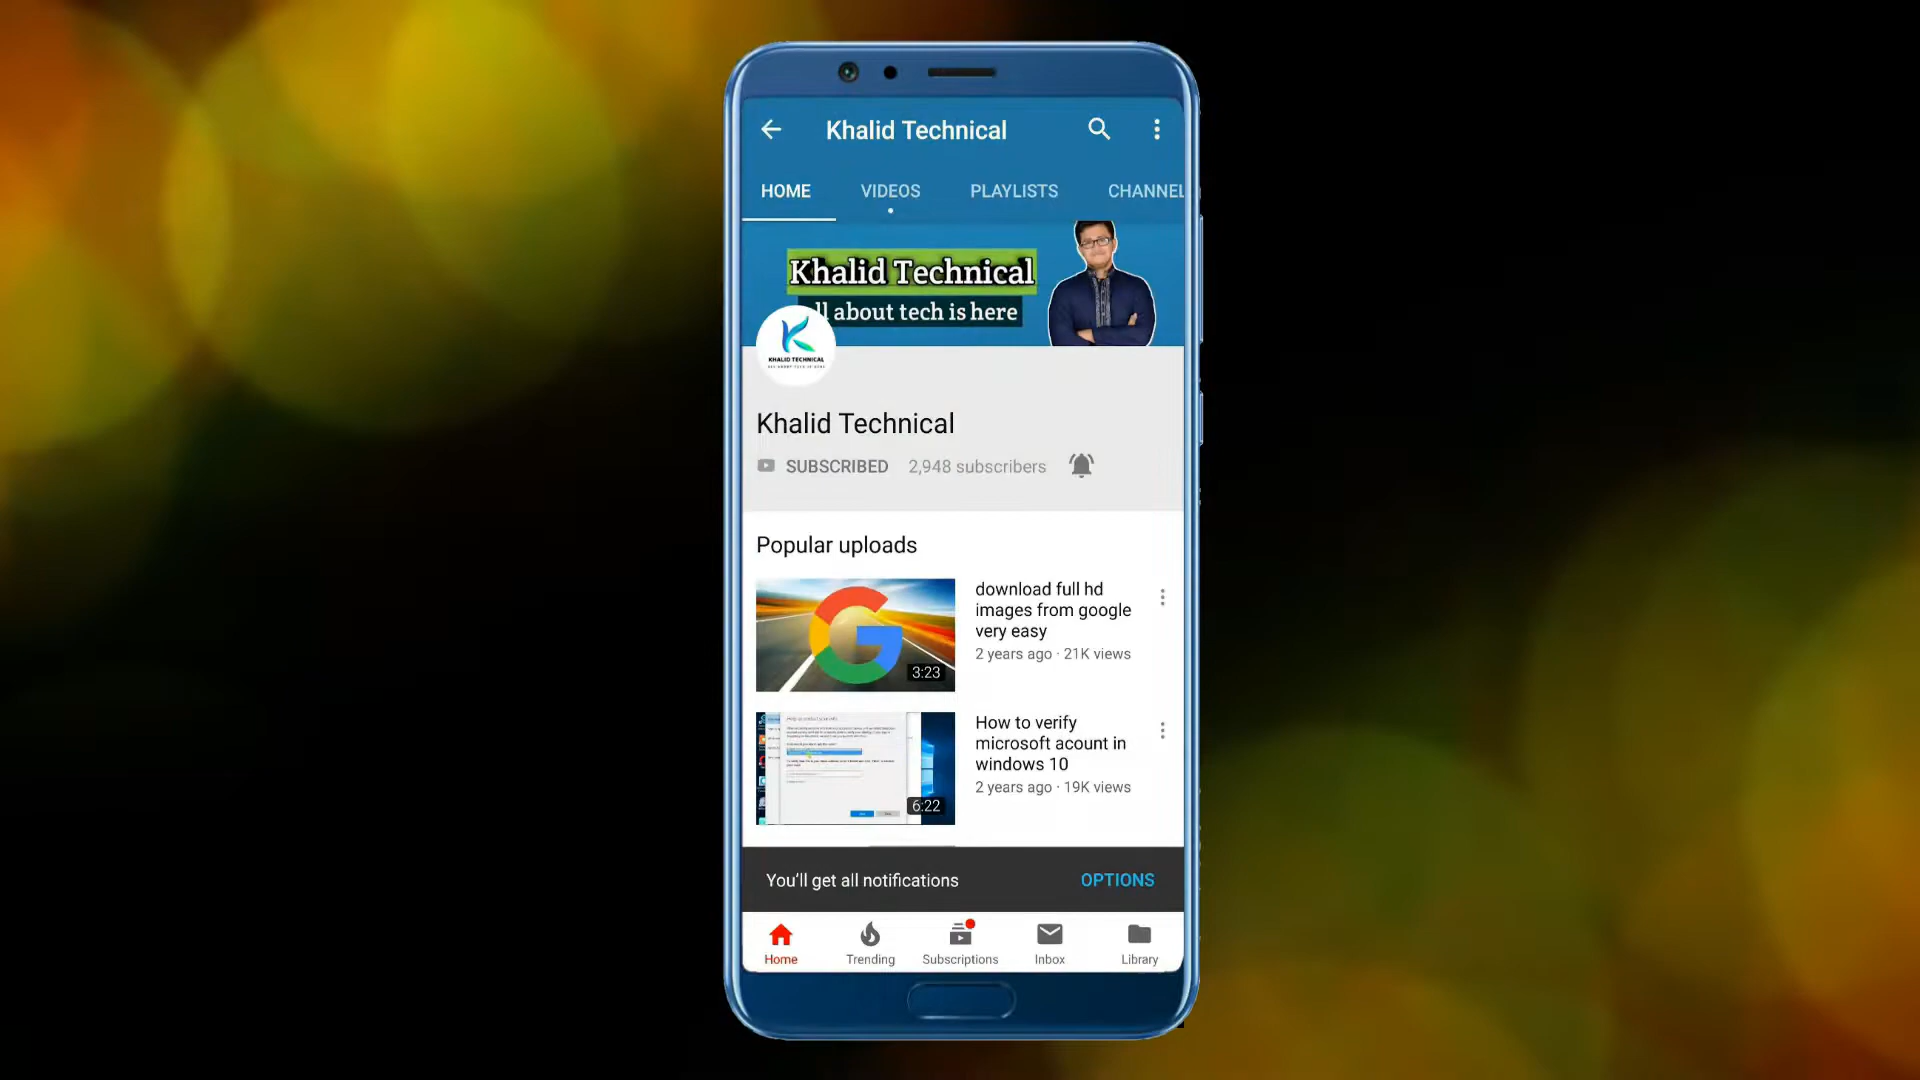 Khalid Technical
HOME VIDEOS PLAYLISTS CHANNEL
Khalid Technical
ll about tech is here
KHALID TECHNICAL
Khalid Technical
SUBSCRIBED 2,948 subscribers
Popular uploads
download full hd
images from google
very easy
2 years ago · 21K views
3:23
How to verify
microsoft acount in
windows 10
2 years ago · 19K views
6:22
You'll get all notifications OPTIONS
Home Trending Subscriptions Inbox Library